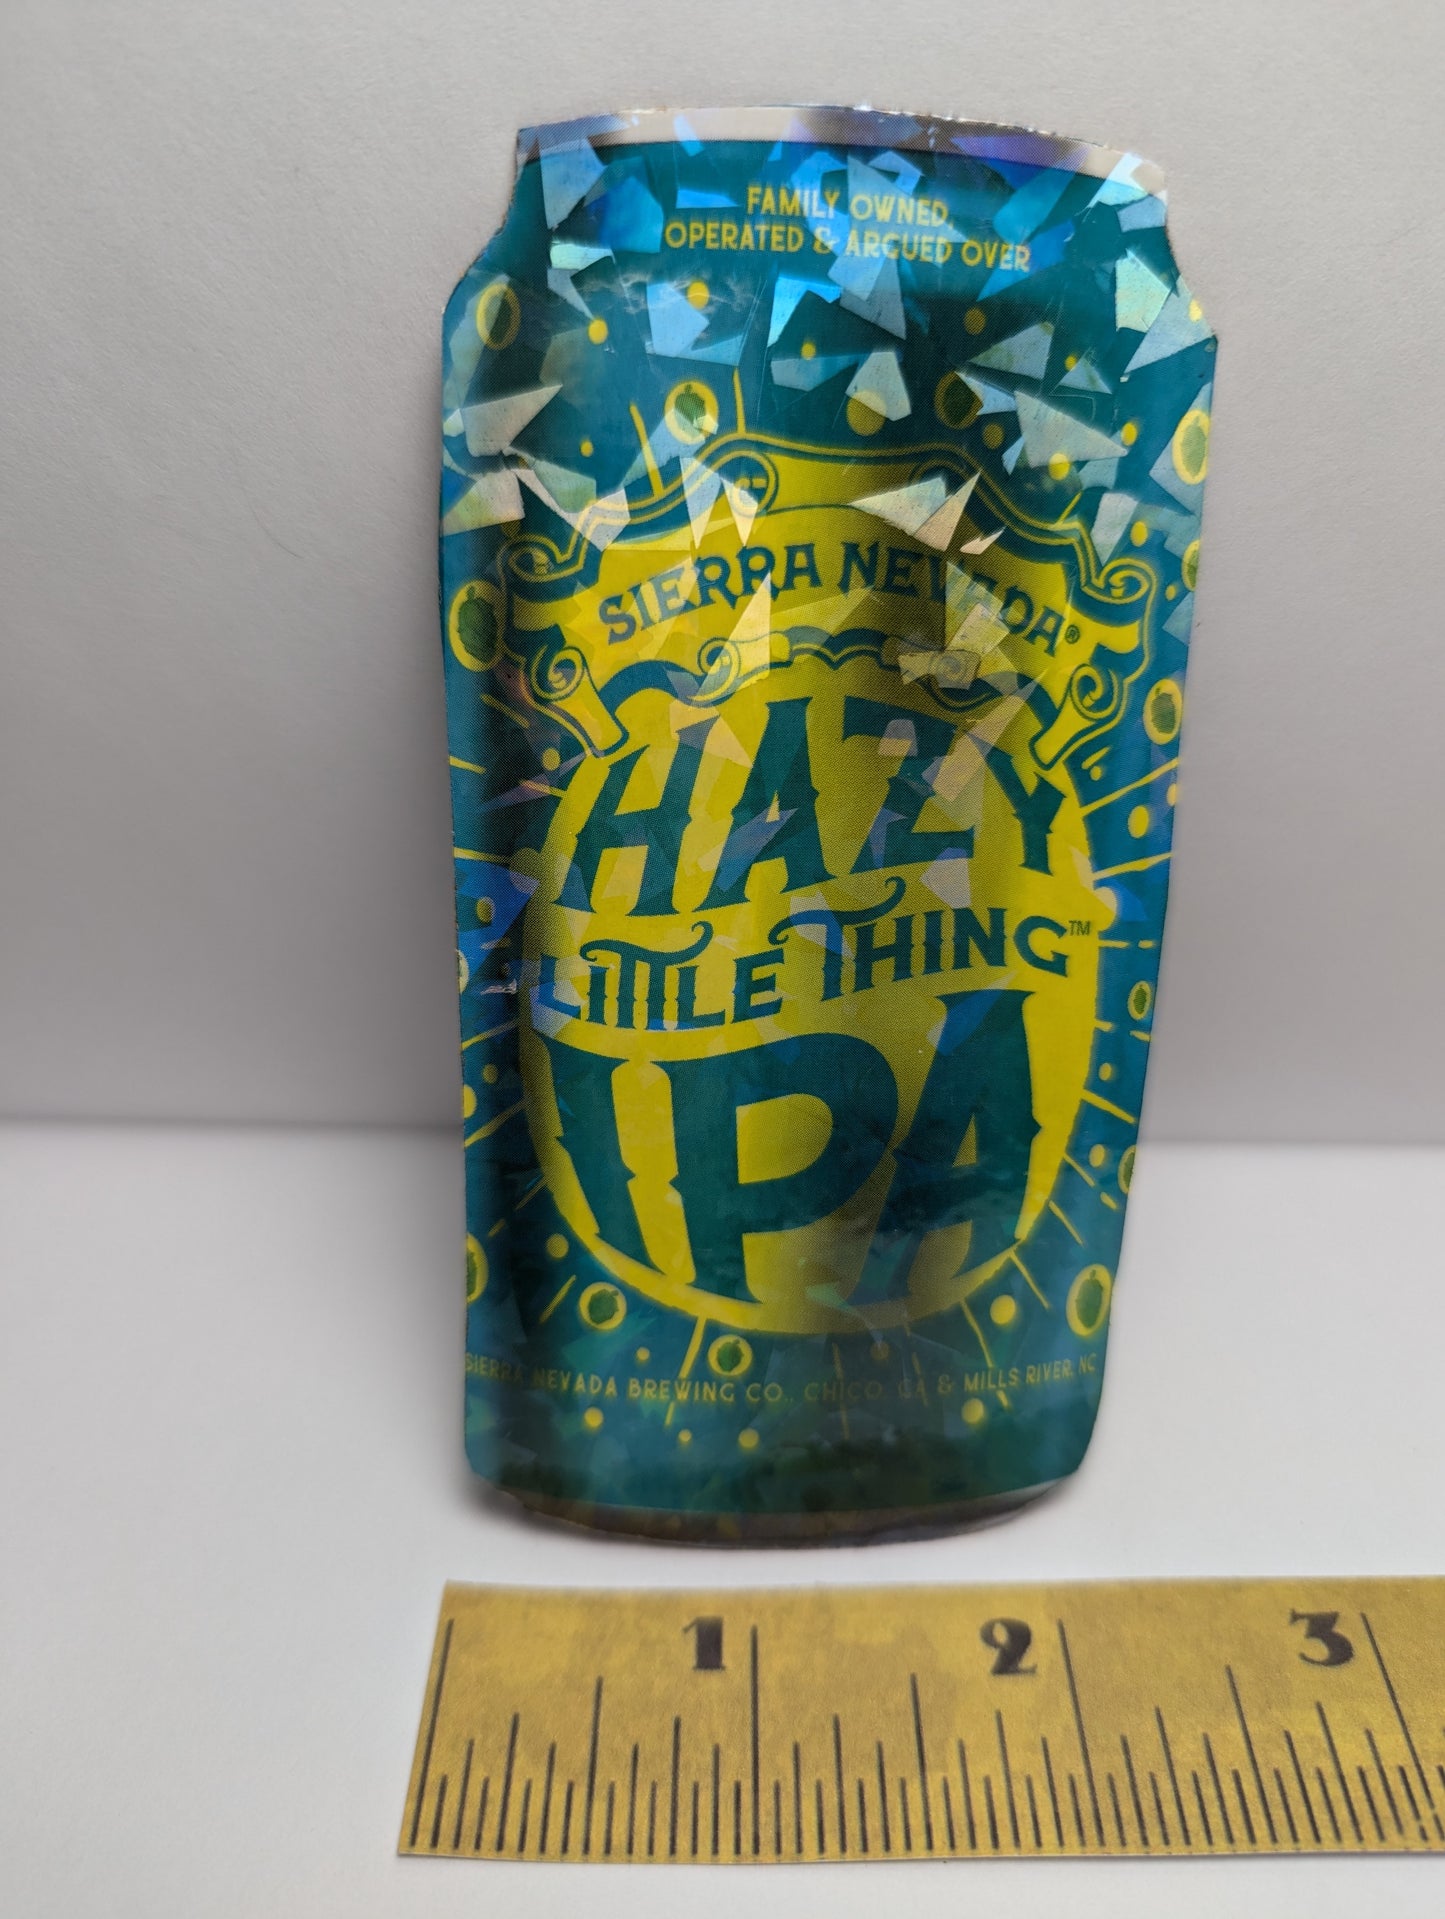 FAMILY OWNED,
OPERATED & ARGUED OVER
SIERRA NEVADA®
HAZY
LITTLE THING™
IPA
SIERRA NEVADA BREWING CO., CHICO, CA & MILLS RIVER, NC
1 2 3